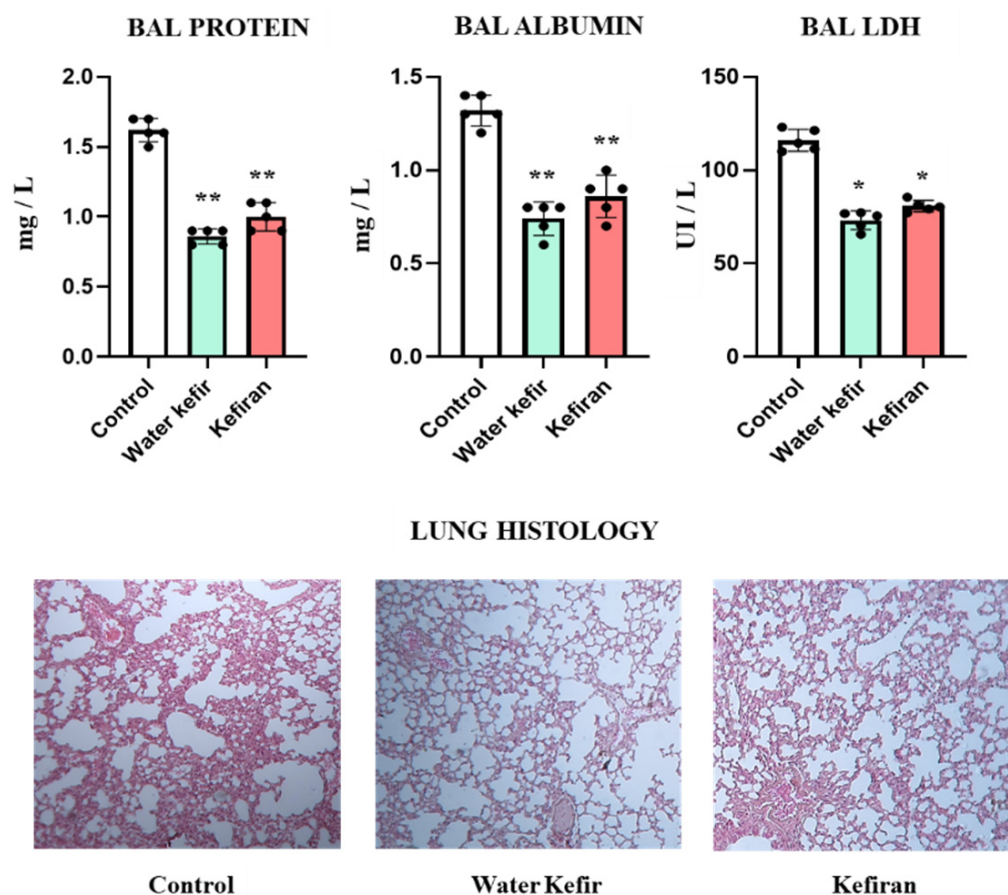 BAL PROTEIN
mg / L
2.0
1.5
1.0
0.5
0.0
**
**
Control
Water kefir
Kefiran
BAL ALBUMIN
mg / L
1.5
1.0
0.5
0.0
**
**
Control
Water kefir
Kefiran
BAL LDH
UI / L
150
100
50
0
*
*
Control
Water kefir
Kefiran
LUNG HISTOLOGY
Control
Water Kefir
Kefiran